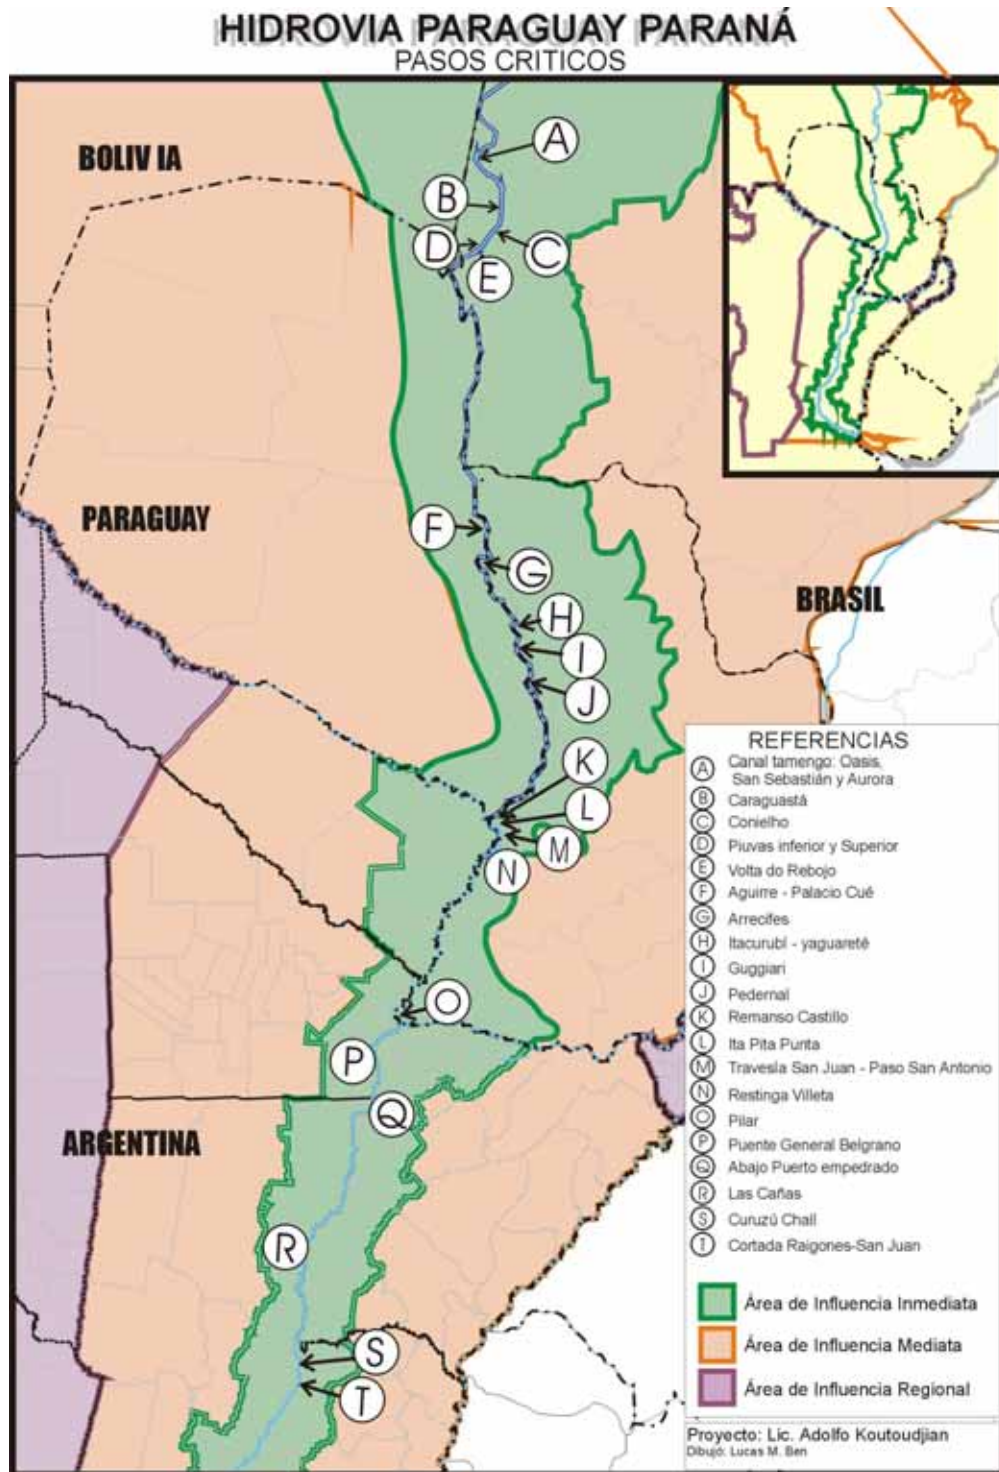 HIDROVIA PARAGUAY PARANÁ
PASOS CRITICOS
BOLIV IA
A
B
D
C
E
PARAGUAY
F
G
BRASIL
H
I
J
K
L
M
N
O
P
Q
ARGENTINA
R
S
T
REFERENCIAS
A Canal tamengo: Oasis,
San Sebastián y Aurora
B Caraguastá
C Conielho
D Piuvas inferior y Superior
E Volta do Rebojo
F Aguirre - Palacio Cué
G Arrecifes
H Itacurubí - yaguareté
I Guggiari
J Pedernal
K Remanso Castillo
L Ita Pita Punta
M Travesla San Juan - Paso San Antonio
N Restinga Villeta
O Pilar
P Puente General Belgrano
Q Abajo Puerto empedrado
R Las Cañas
S Curuzú Chall
T Cortada Raigones-San Juan
Área de Influencia Inmediata
Área de Influencia Mediata
Área de Influencia Regional
Proyecto: Lic. Adolfo Koutoudjian
Dibujó: Lucas M. Ben